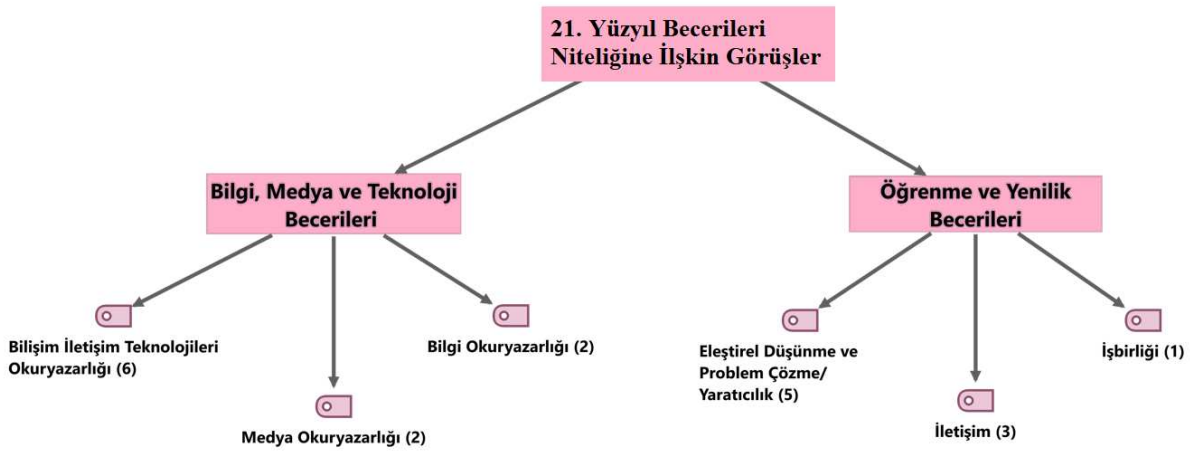 21. Yüzyıl Becerileri
Niteliğine İlşkin Görüşler
Bilgi, Medya ve Teknoloji
Becerileri
Öğrenme ve Yenilik
Becerileri
Bilişim İletişim Teknolojileri
Okuryazarlığı (6)
Medya Okuryazarlığı (2)
Bilgi Okuryazarlığı (2)
Eleştirel Düşünme ve
Problem Çözme/
Yaratıcılık (5)
İletişim (3)
İşbirliği (1)